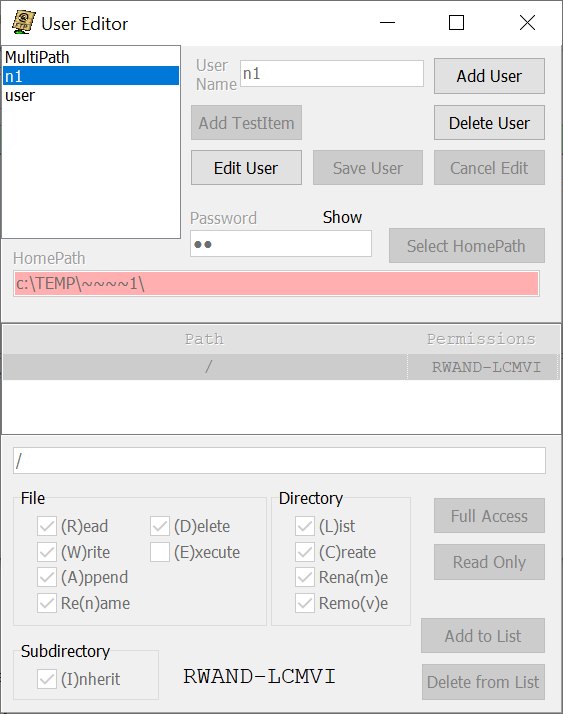 User Editor
MultiPath
n1
user
User Name
n1
Add User
Add TestItem
Delete User
Edit User
Save User
Cancel Edit
Password
Show
●●
Select HomePath
HomePath
c:\TEMP\~~~~1\
Path
Permissions
/
RWAND-LCMVI
/
File
(R)ead
(D)elete
(W)rite
(E)xecute
(A)ppend
Re(n)ame
Directory
(L)ist
(C)reate
Rena(m)e
Remo(v)e
Full Access
Read Only
Add to List
Subdirectory
(I)nherit
RWAND-LCMVI
Delete from List